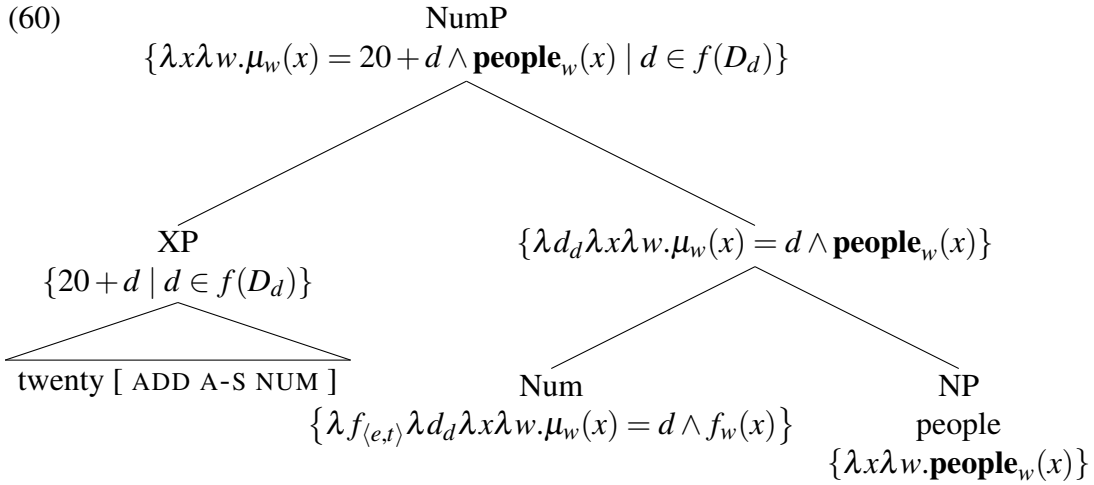 (60)
NumP
{λxλw.μ_w(x) = 20 + d ∧ people_w(x) | d ∈ f(D_d)}
XP
{20 + d | d ∈ f(D_d)}
{λd_dλxλw.μ_w(x) = d ∧ people_w(x)}
twenty [ ADD A-S NUM ]
Num
{λf_⟨e,t⟩λd_dλxλw.μ_w(x) = d ∧ f_w(x)}
NP
people
{λxλw.people_w(x)}